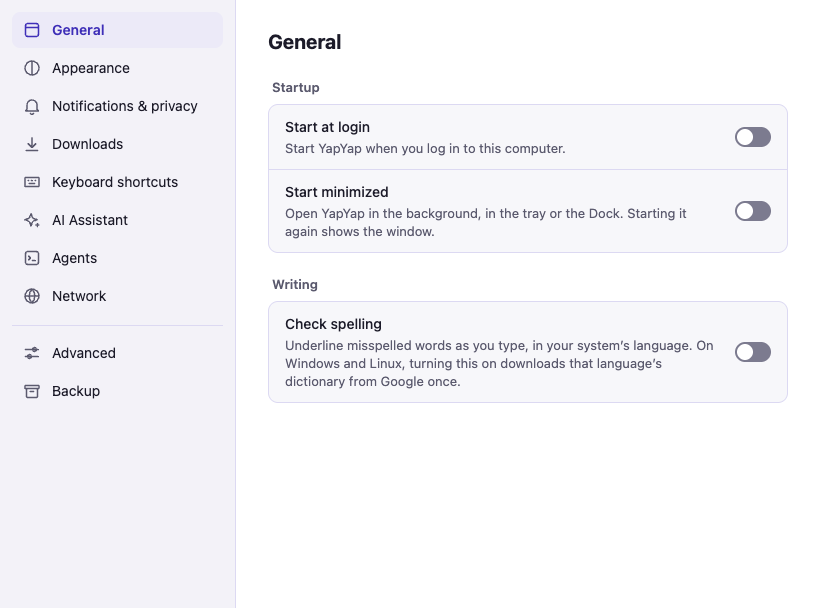 General
Appearance
Notifications & privacy
Downloads
Keyboard shortcuts
AI Assistant
Agents
Network
Advanced
Backup
General
Startup
Start at login
Start YapYap when you log in to this computer.
Start minimized
Open YapYap in the background, in the tray or the Dock. Starting it
again shows the window.
Writing
Check spelling
Underline misspelled words as you type, in your system’s language. On
Windows and Linux, turning this on downloads that language’s
dictionary from Google once.